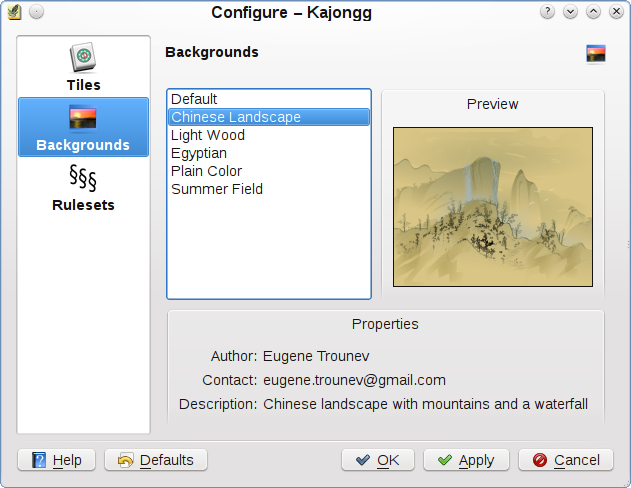 Configure – Kajongg
Tiles
Backgrounds
§§§
Rulesets
Backgrounds
Default
Chinese Landscape
Light Wood
Egyptian
Plain Color
Summer Field
Preview
Properties
Author: Eugene Trounev
Contact: eugene.trounev@gmail.com
Description: Chinese landscape with mountains and a waterfall
Help
Defaults
OK
Apply
Cancel